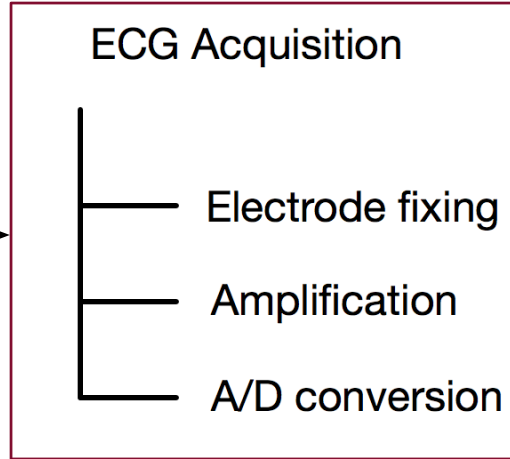 ECG Acquisition
Electrode fixing
Amplification
A/D conversion